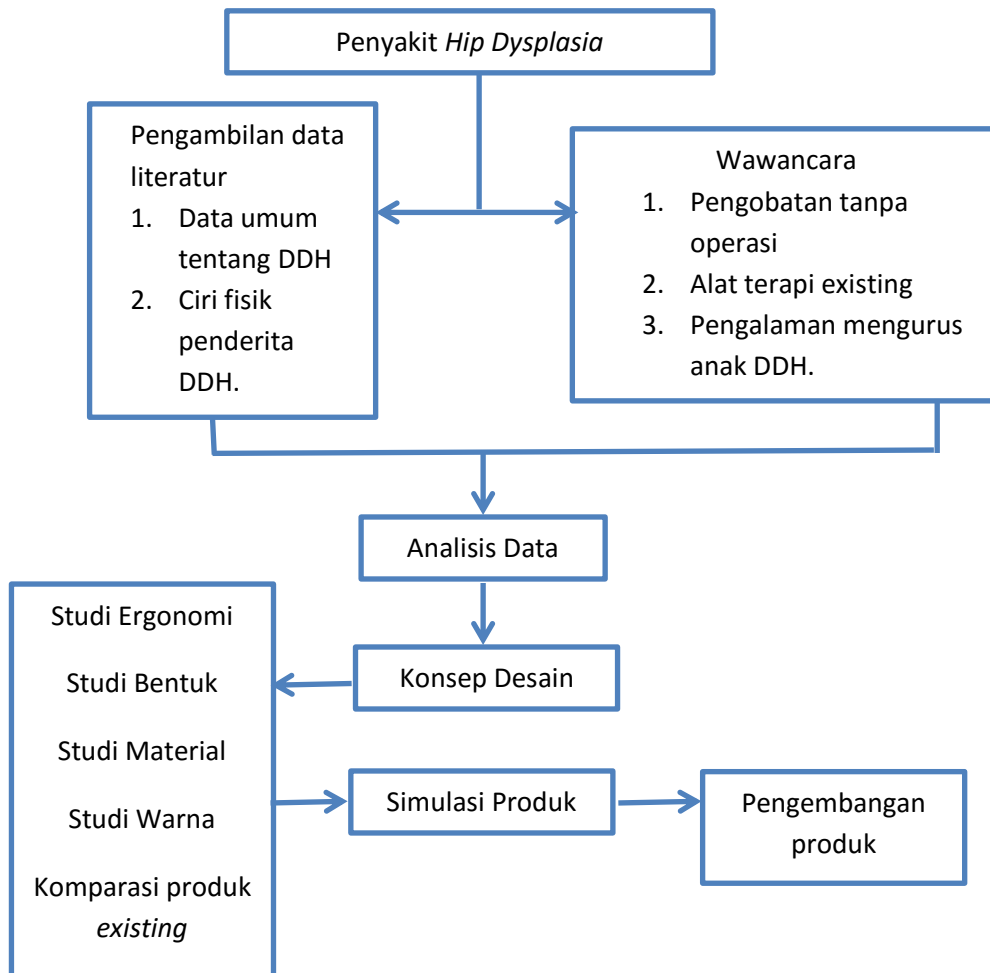 Penyakit Hip Dysplasia
Pengambilan data
literatur
1. Data umum
tentang DDH
2. Ciri fisik
penderita
DDH.
Wawancara
1. Pengobatan tanpa
operasi
2. Alat terapi existing
3. Pengalaman mengurus
anak DDH.
Analisis Data
Konsep Desain
Studi Ergonomi
Studi Bentuk
Studi Material
Studi Warna
Komparasi produk
existing
Simulasi Produk
Pengembangan
produk